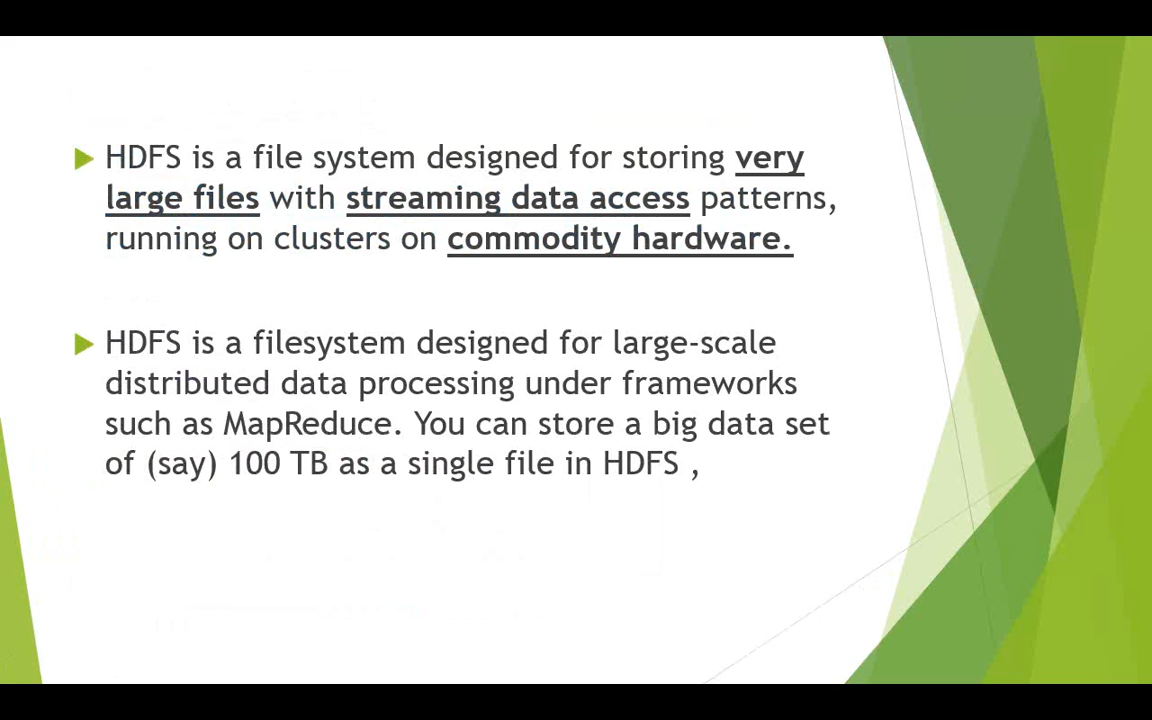 HDFS is a file system designed for storing very
large files with streaming data access patterns,
running on clusters on commodity hardware.
HDFS is a filesystem designed for large-scale
distributed data processing under frameworks
such as MapReduce. You can store a big data set
of (say) 100 TB as a single file in HDFS ,